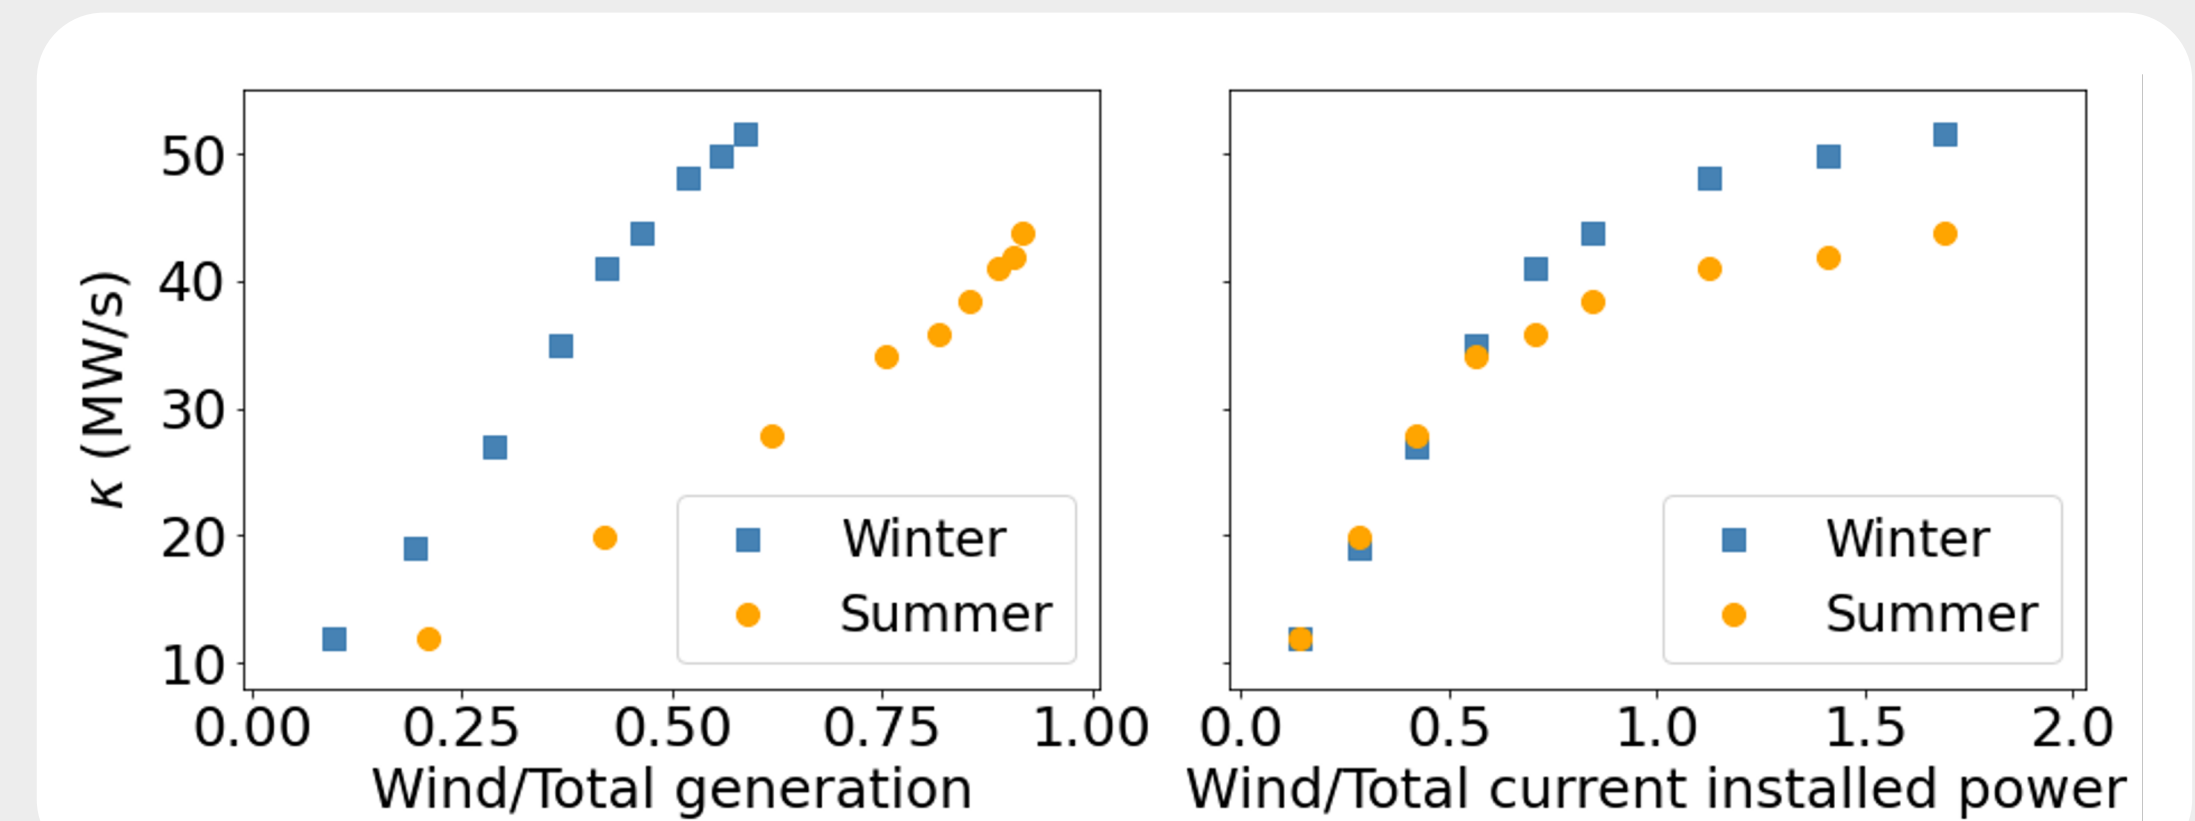 50
40
30
20
10
κ (MW/s)
Winter
Summer
0.00 0.25 0.50 0.75 1.00
Wind/Total generation
Winter
Summer
0.0 0.5 1.0 1.5 2.0
Wind/Total current installed power